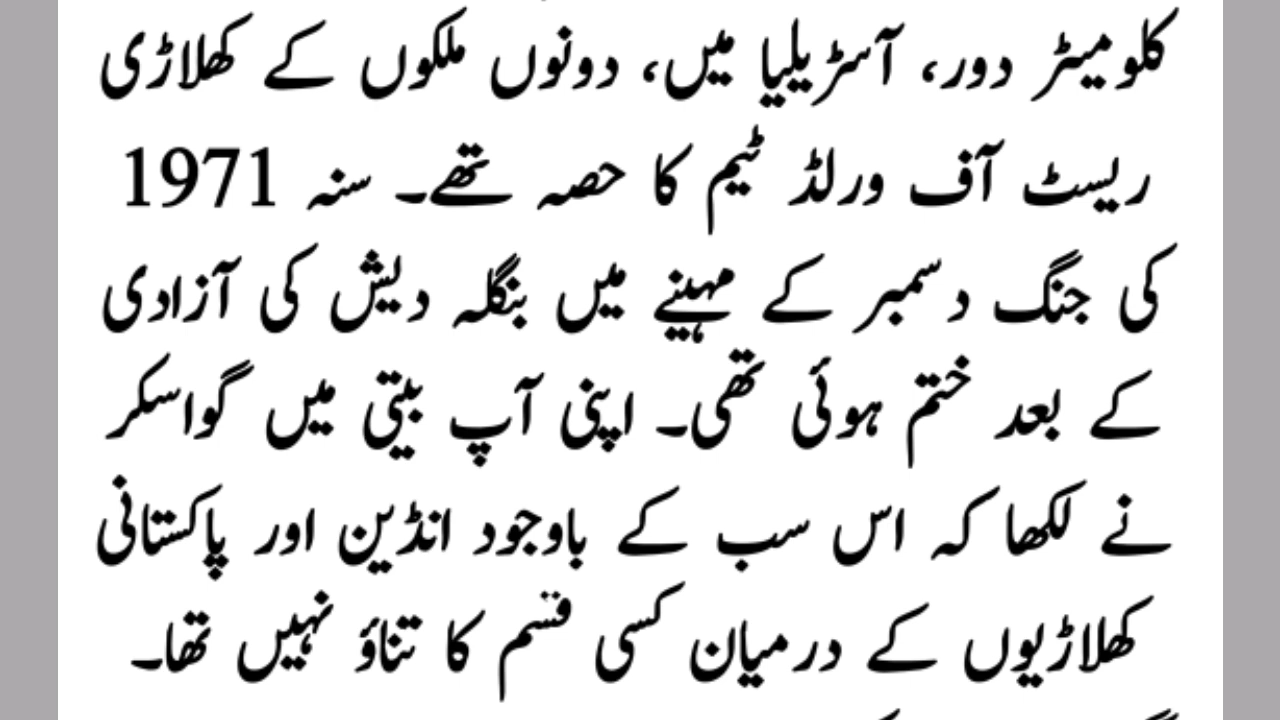 کلومیٹر دور، آسٹریلیا میں، دونوں ملکوں کے کھلاڑی
ریسٹ آف ورلڈ ٹیم کا حصہ تھے۔ سنہ 1971
کی جنگ دسمبر کے مہینے میں بنگلہ دیش کی آزادی
کے بعد ختم ہوئی تھی۔ اپنی آپ بیتی میں گواسکر
نے لکھا کہ اس سب کے باوجود انڈین اور پاکستانی
کھلاڑیوں کے درمیان کسی قسم کا تناؤ نہیں تھا۔